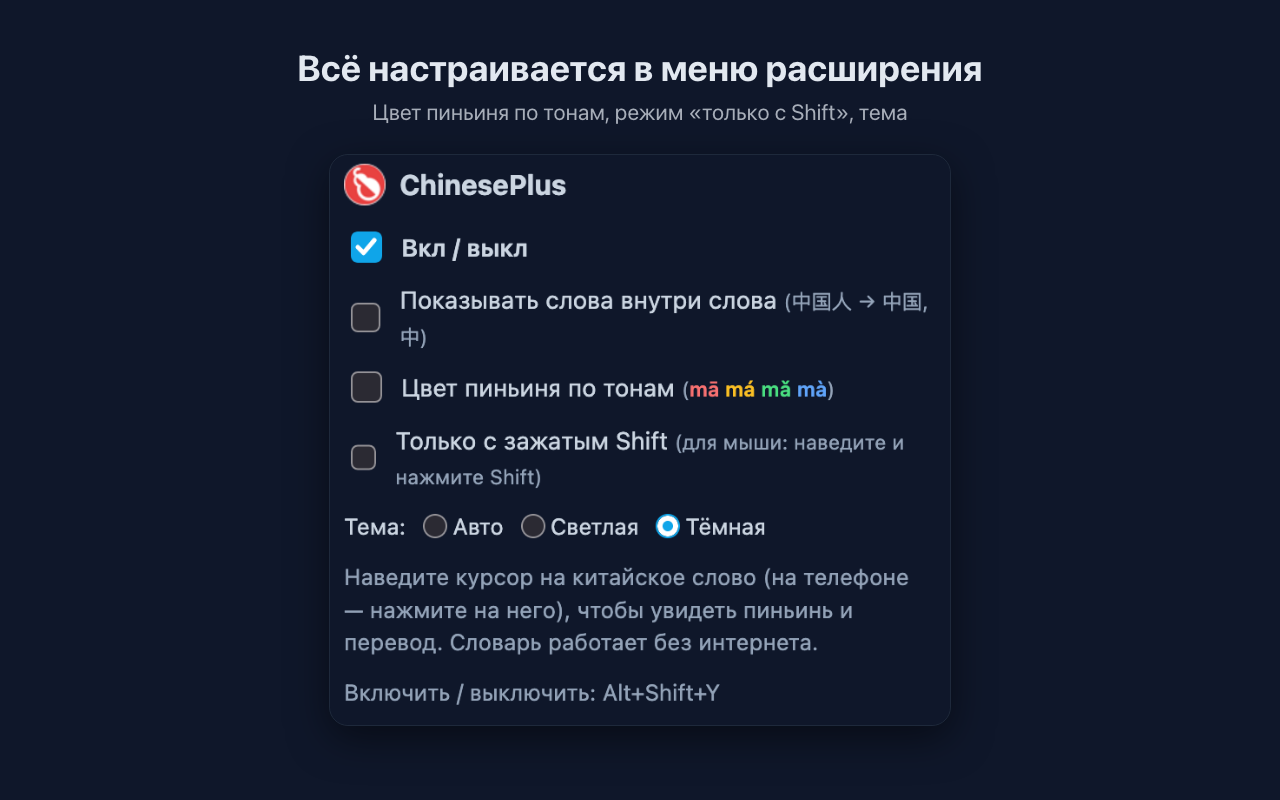 Всё настраивается в меню расширения
Цвет пиньиня по тонам, режим «только с Shift», тема
ChinesePlus
Вкл / выкл
Показывать слова внутри слова (中国人 → 中国,
中)
Цвет пиньиня по тонам (mā má mǎ mà)
Только с зажатым Shift (для мыши: наведите и
нажмите Shift)
Тема: Авто Светлая Тёмная
Наведите курсор на китайское слово (на телефоне
— нажмите на него), чтобы увидеть пиньинь и
перевод. Словарь работает без интернета.
Включить / выключить: Alt+Shift+Y